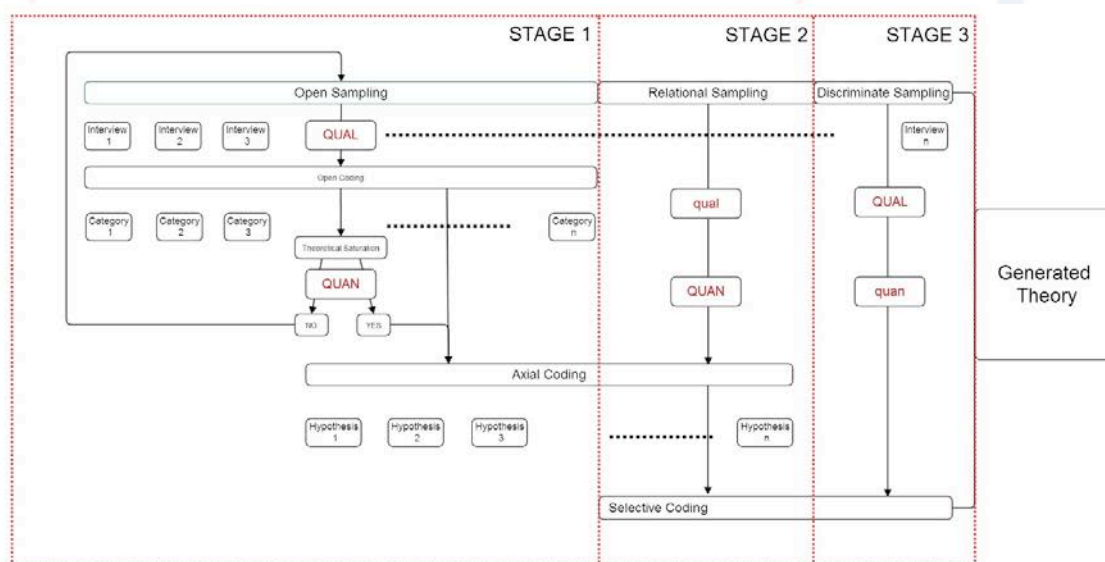 STAGE 1
STAGE 2
STAGE 3
Open Sampling
Relational Sampling
Discriminate Sampling
Interview
1
Interview
2
Interview
3
QUAL
Interview
n
Open Coding
qual
QUAL
Category
1
Category
2
Category
3
Category
n
Theoretical Saturation
QUAN
QUAN
quan
Generated
Theory
NO
YES
Axial Coding
Hypothesis
1
Hypothesis
2
Hypothesis
3
Hypothesis
n
Selective Coding